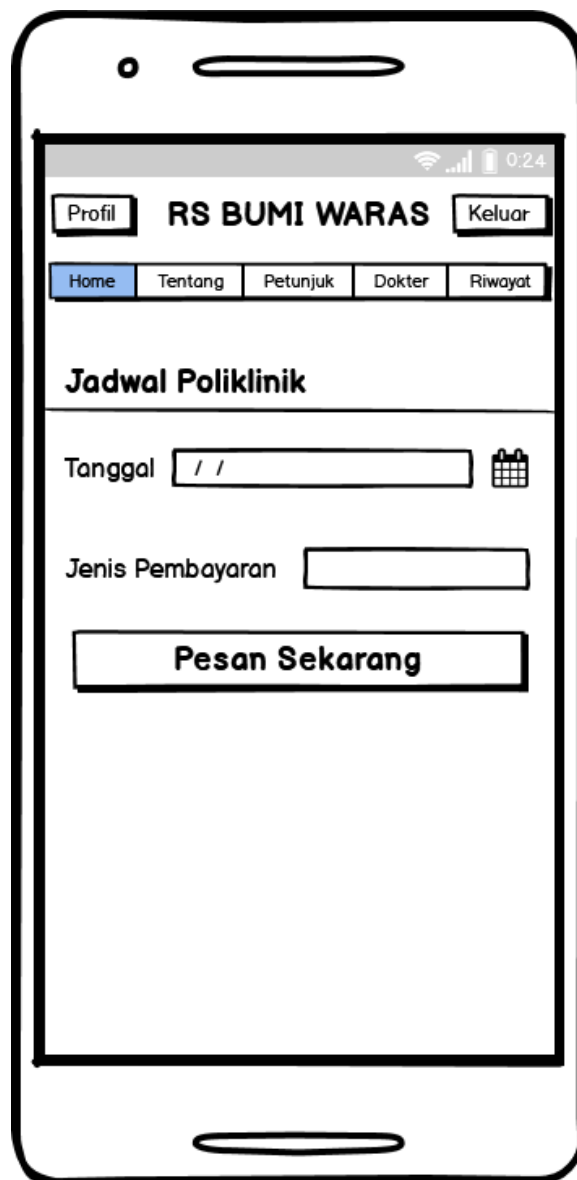 0:24
Profil RS BUMI WARAS Keluar
Home Tentang Petunjuk Dokter Riwayat
Jadwal Poliklinik
Tanggal / /
Jenis Pembayaran
Pesan Sekarang